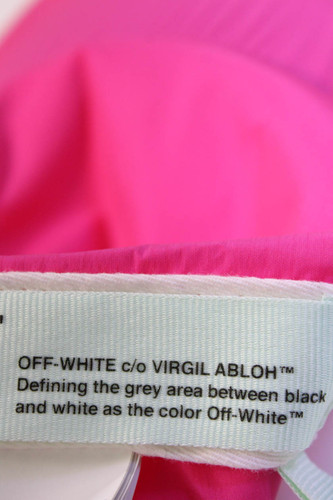 OFF-WHITE c/o VIRGIL ABLOH™
Defining the grey area between black
and white as the color Off-White™